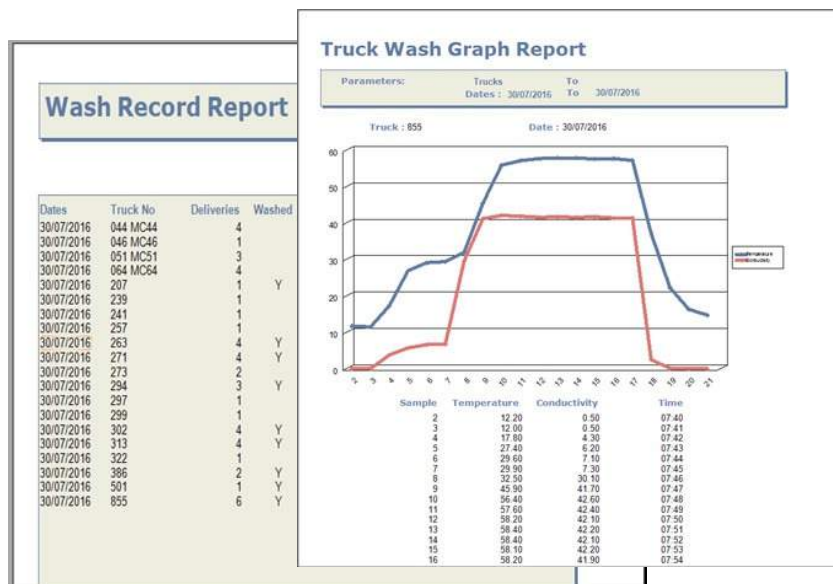 Wash Record Report
Dates Truck No Deliveries Washed
30/07/2016 044 MC44 4
30/07/2016 046 MC46 1
30/07/2016 051 MC51 3
30/07/2016 064 MC64 4
30/07/2016 207 1 Y
30/07/2016 239 1
30/07/2016 241 1
30/07/2016 257 1
30/07/2016 263 4 Y
30/07/2016 271 4 Y
30/07/2016 273 2
30/07/2016 294 3 Y
30/07/2016 297 1
30/07/2016 299 1
30/07/2016 302 4 Y
30/07/2016 313 4 Y
30/07/2016 322 1
30/07/2016 386 2 Y
30/07/2016 501 1 Y
30/07/2016 855 6 Y
Truck Wash Graph Report
Parameters: Trucks To
Dates : 30/07/2016 To 30/07/2016
Truck : 855 Date : 30/07/2016
60
50
40
30
20
10
0
2 3 4 5 6 7 8 9 10 11 12 13 14 15 16 17 18 19 20 21
Sample Temperature Conductivity Time
2 12.20 0.50 07:40
3 12.00 0.50 07:41
4 17.80 4.30 07:42
5 27.40 6.20 07:43
6 29.60 7.10 07:44
7 29.90 7.30 07:45
8 32.50 30.10 07:46
9 45.90 41.70 07:47
10 56.40 42.60 07:48
11 57.60 42.40 07:49
12 58.20 42.10 07:50
13 58.40 42.20 07:51
14 58.40 42.10 07:52
15 58.10 42.20 07:53
16 58.20 41.90 07:54